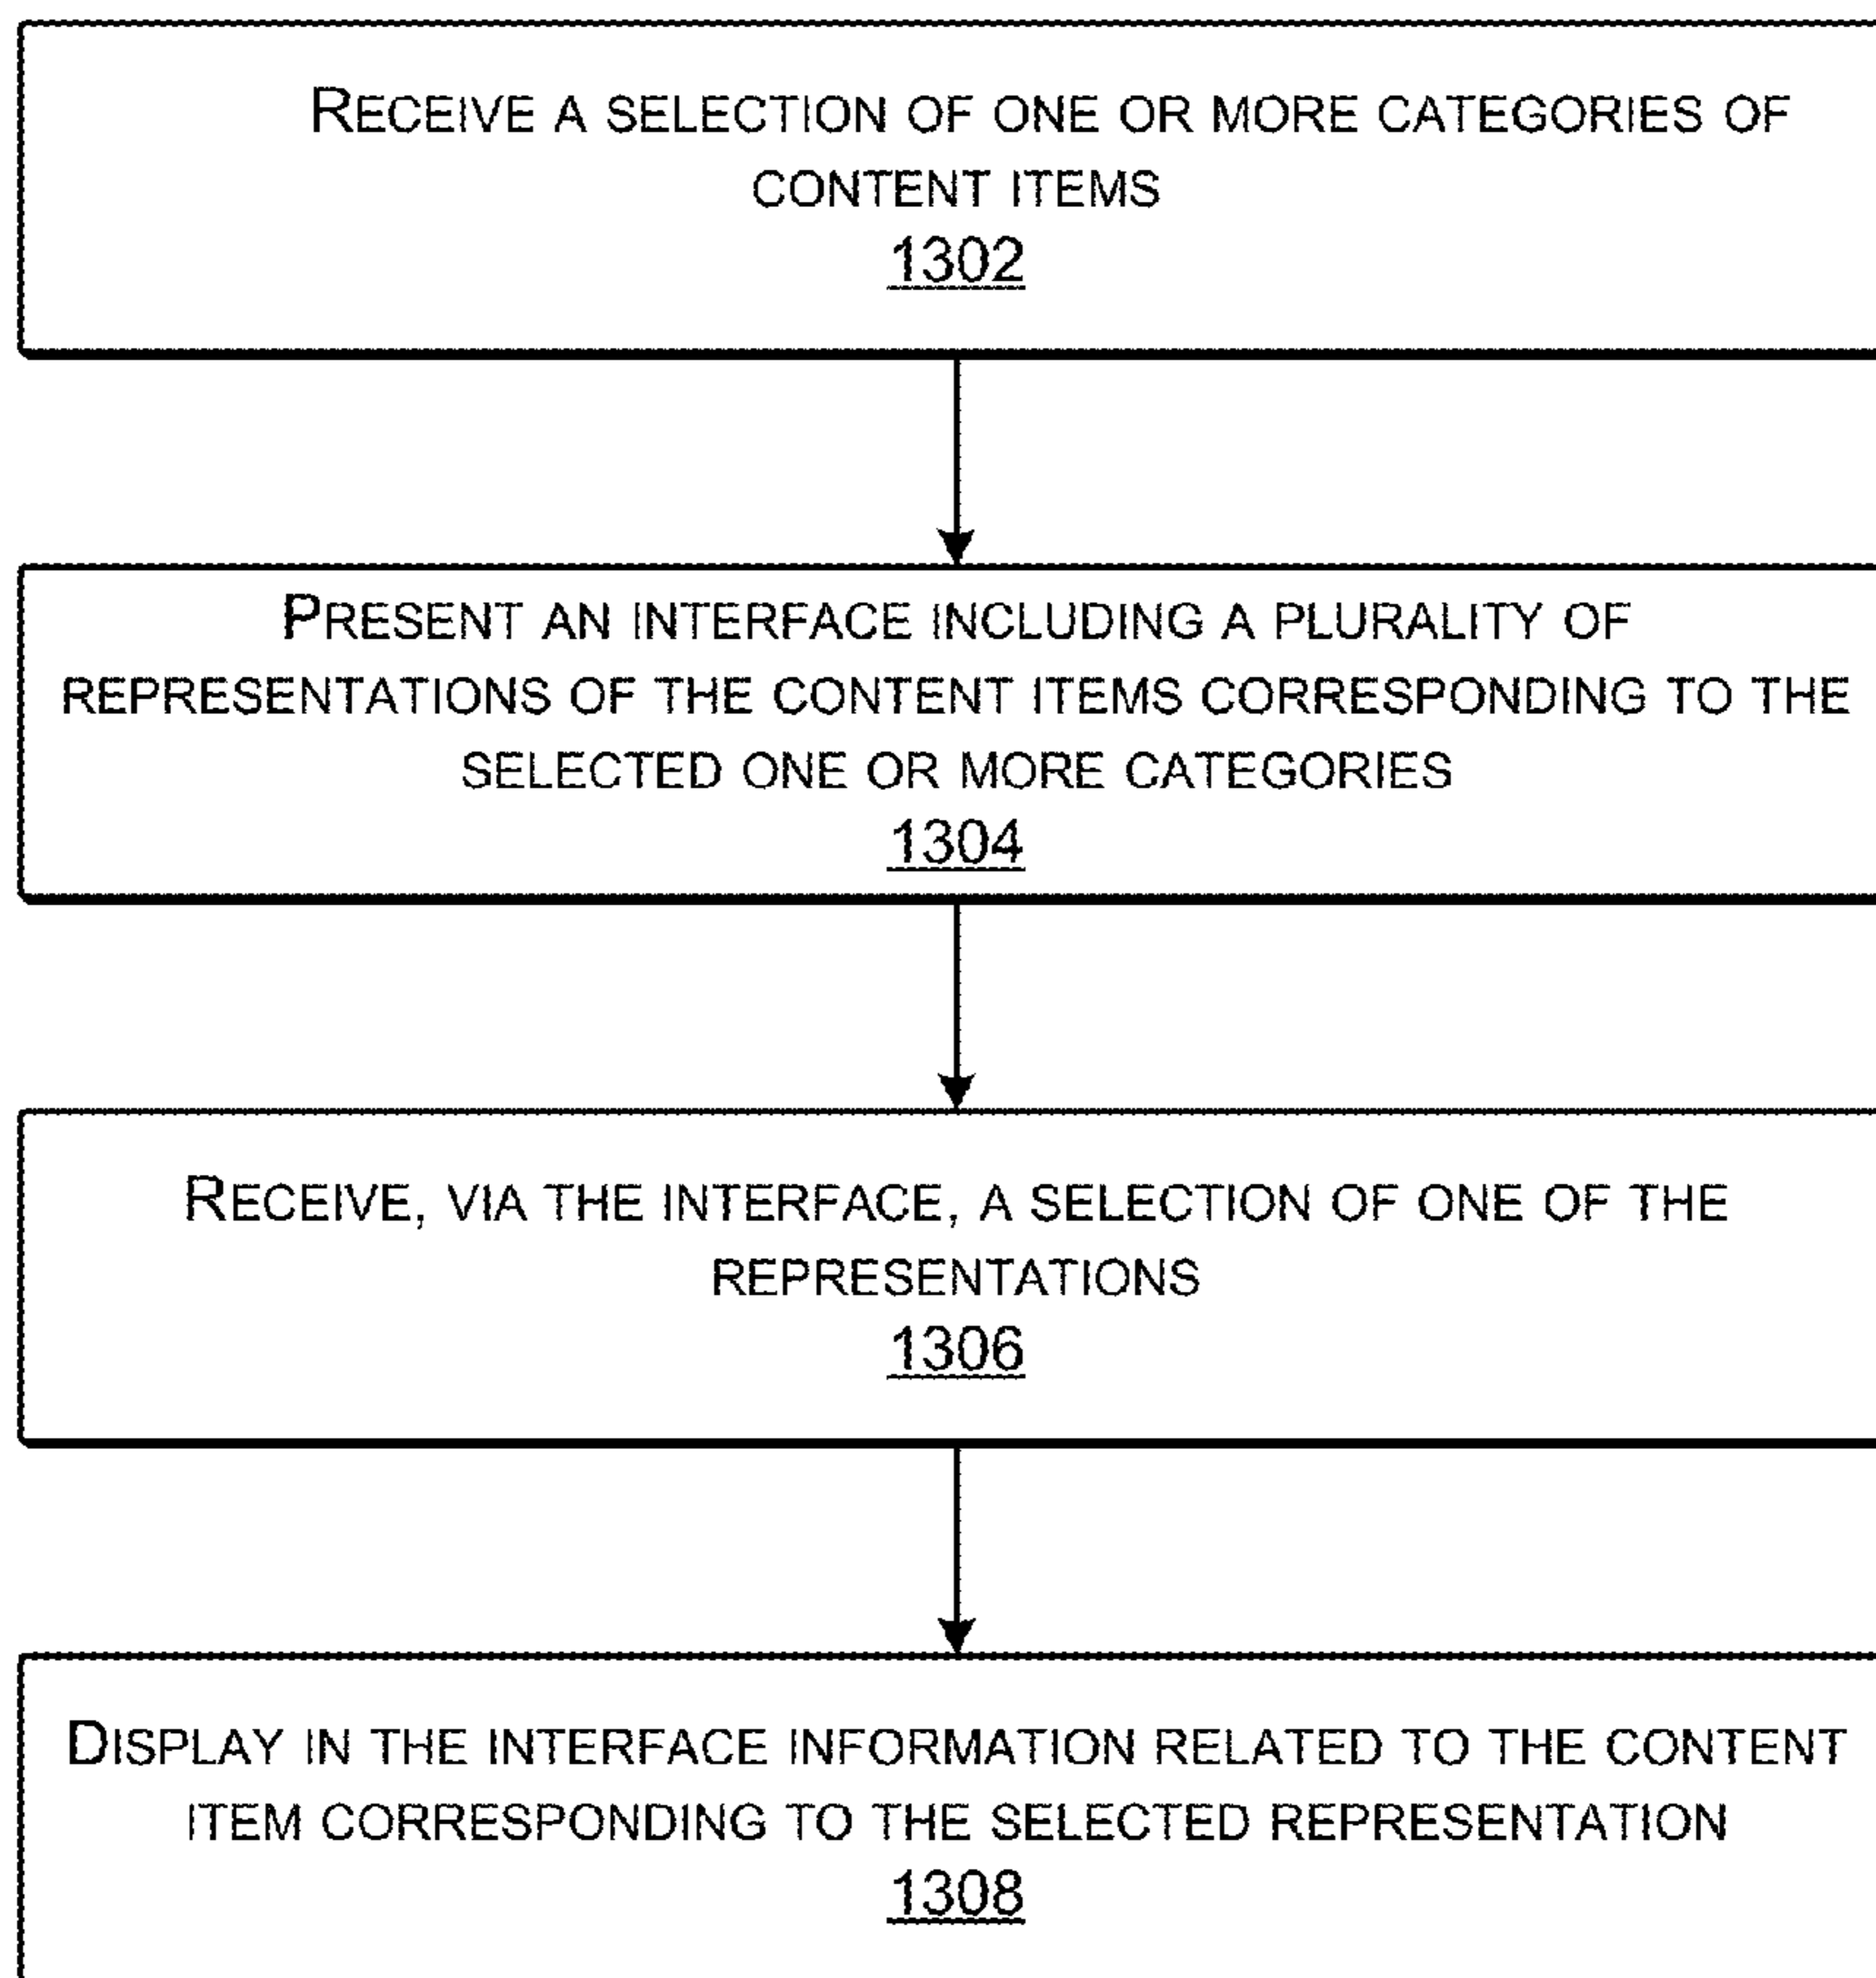 RECEIVE A SELECTION OF ONE OR MORE CATEGORIES OF
CONTENT ITEMS
1302
PRESENT AN INTERFACE INCLUDING A PLURALITY OF
REPRESENTATIONS OF THE CONTENT ITEMS CORRESPONDING TO THE
SELECTED ONE OR MORE CATEGORIES
1304
RECEIVE, VIA THE INTERFACE, A SELECTION OF ONE OF THE
REPRESENTATIONS
1306
DISPLAY IN THE INTERFACE INFORMATION RELATED TO THE CONTENT
ITEM CORRESPONDING TO THE SELECTED REPRESENTATION
1308